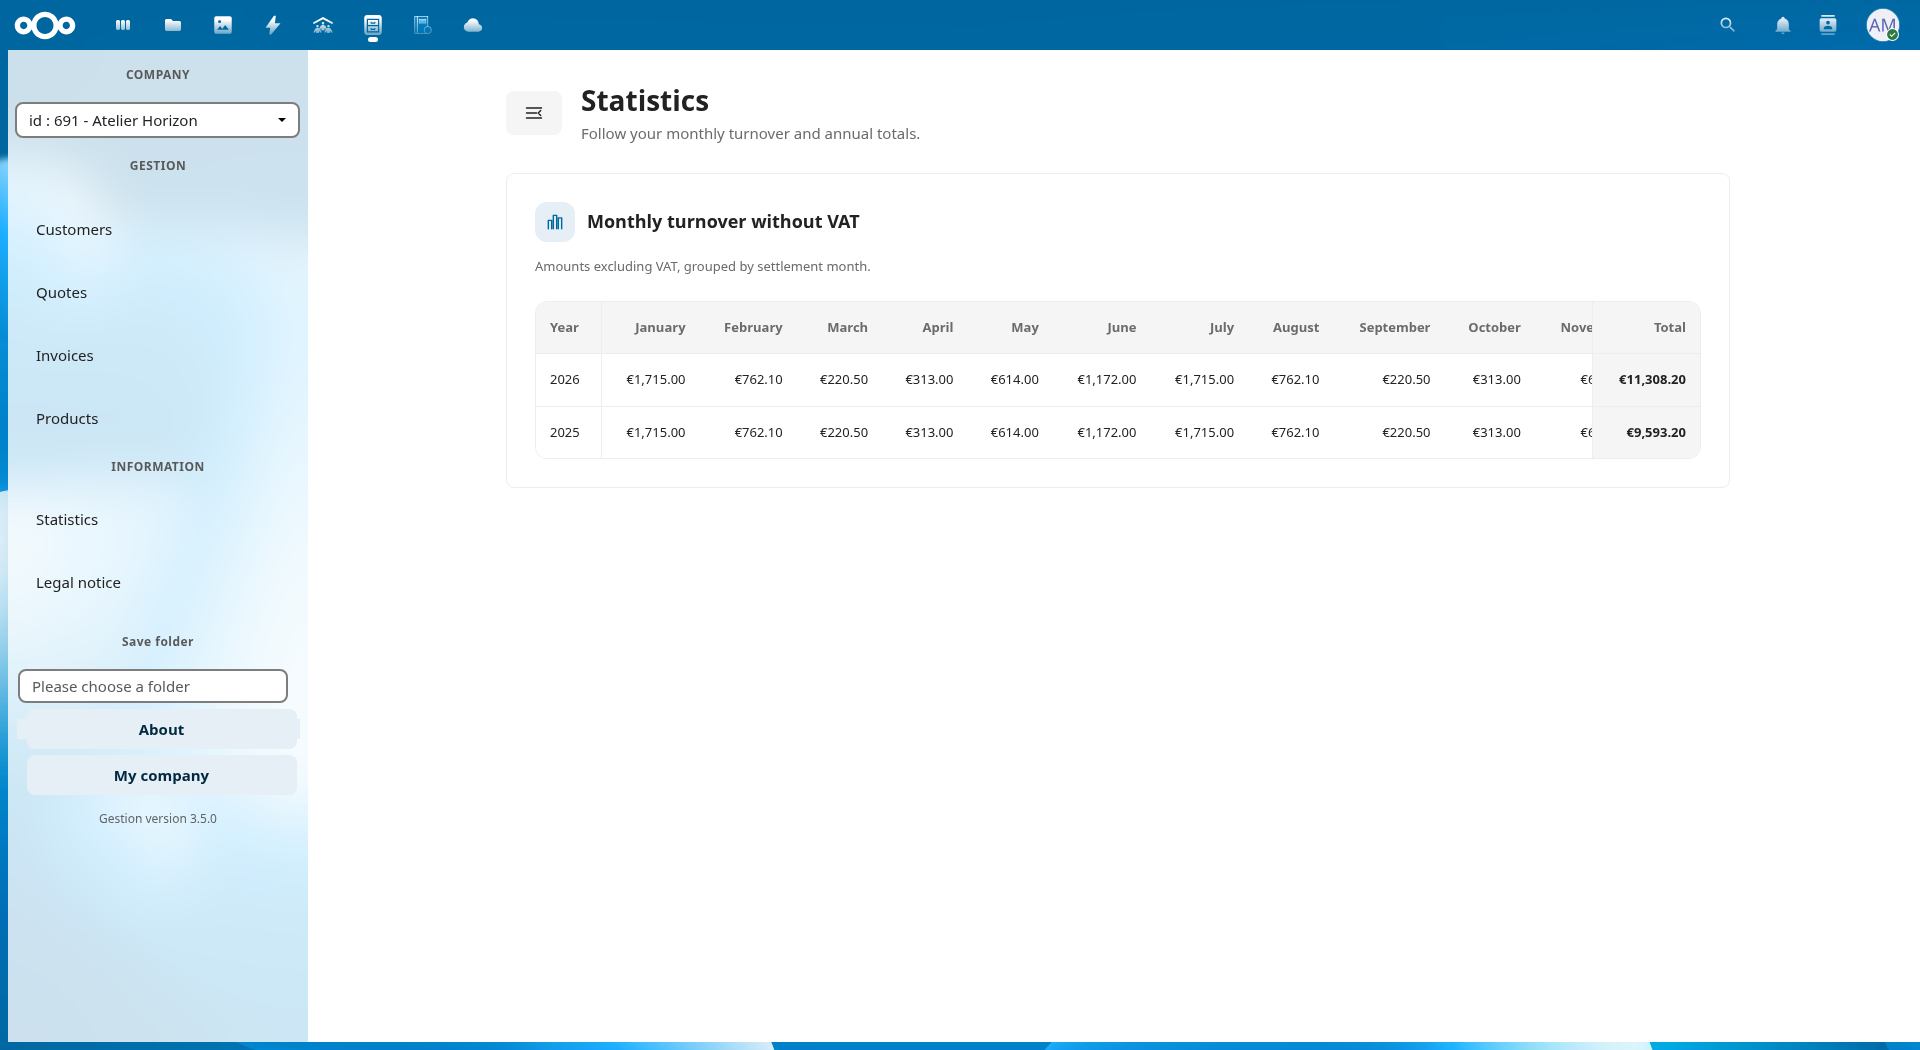 AM
COMPANY
id : 691 - Atelier Horizon
GESTION
Customers
Quotes
Invoices
Products
INFORMATION
Statistics
Legal notice
Save folder
Please choose a folder
About
My company
Gestion version 3.5.0
Statistics
Follow your monthly turnover and annual totals.
Monthly turnover without VAT
Amounts excluding VAT, grouped by settlement month.
Year January February March April May June July August September October Nove Total
2026 €1,715.00 €762.10 €220.50 €313.00 €614.00 €1,172.00 €1,715.00 €762.10 €220.50 €313.00 €6 €11,308.20
2025 €1,715.00 €762.10 €220.50 €313.00 €614.00 €1,172.00 €1,715.00 €762.10 €220.50 €313.00 €6 €9,593.20